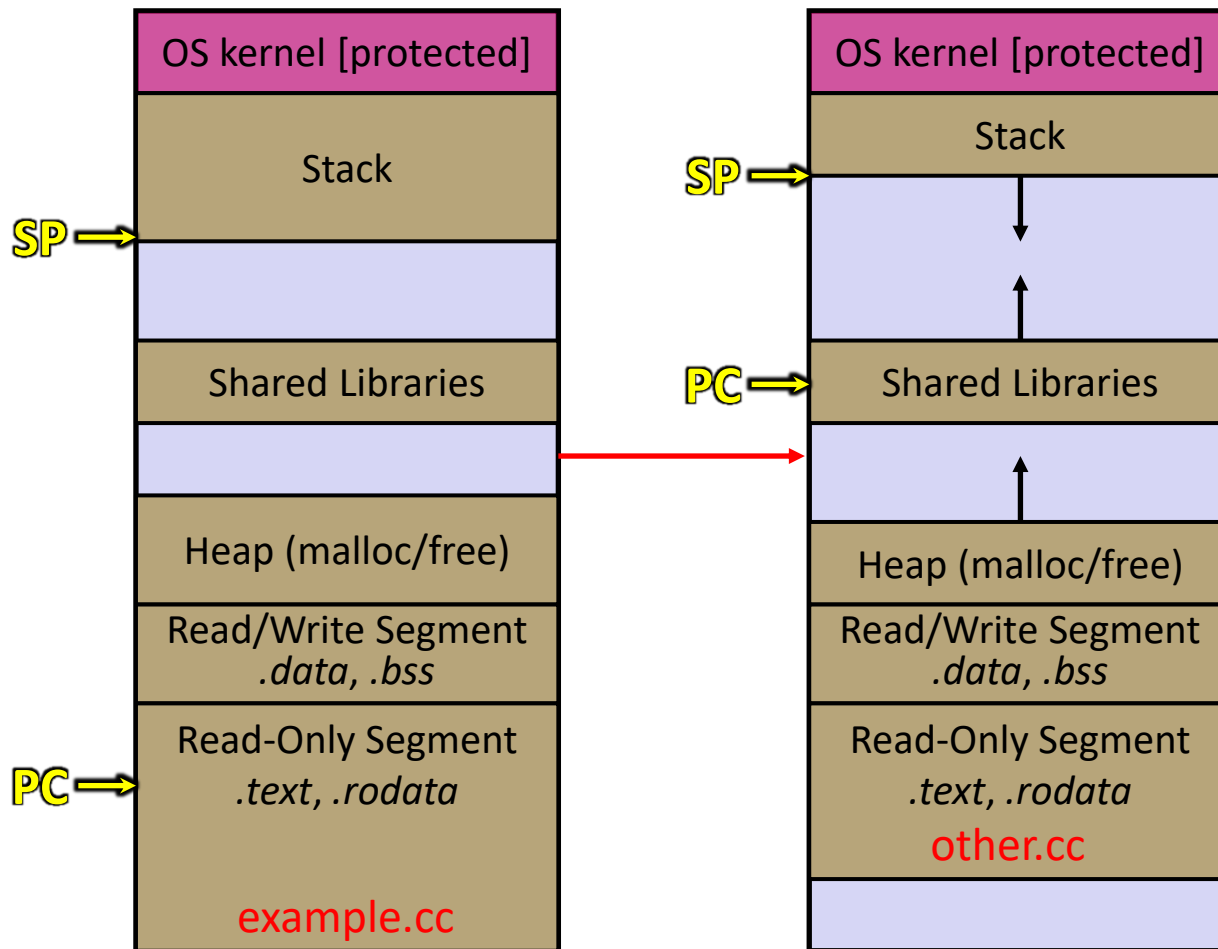 OS kernel [protected]
Stack
SP
Shared Libraries
Heap (malloc/free)
Read/Write Segment
.data, .bss
Read-Only Segment
PC
.text, .rodata
example.cc
OS kernel [protected]
Stack
SP
PC
Shared Libraries
Heap (malloc/free)
Read/Write Segment
.data, .bss
Read-Only Segment
.text, .rodata
other.cc